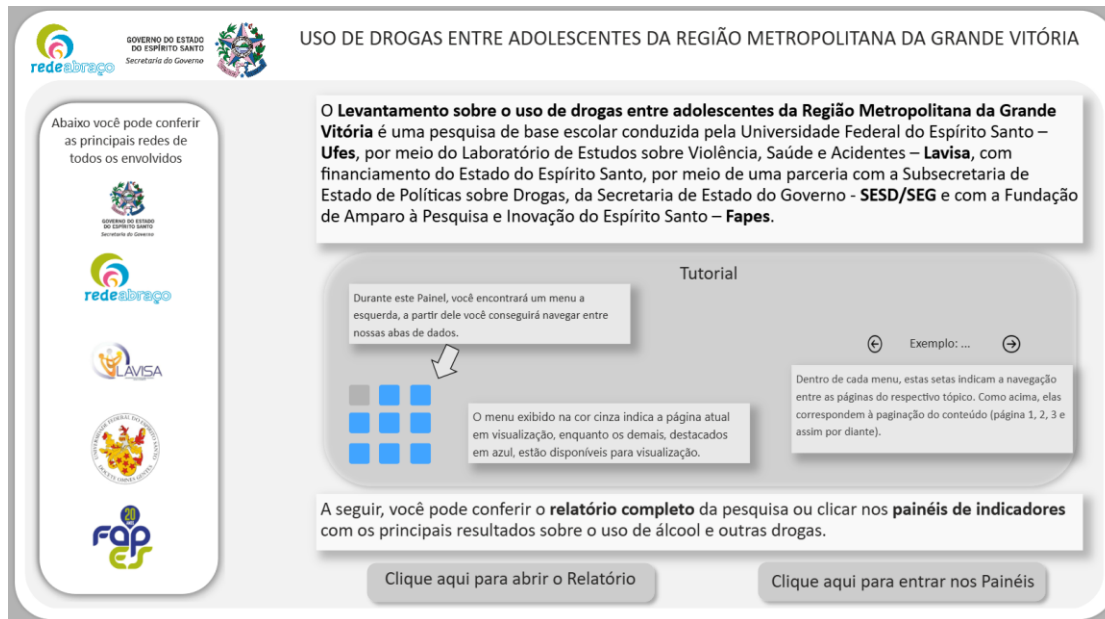 redeabraço
GOVERNO DO ESTADO
DO ESPÍRITO SANTO
Secretaria do Governo
USO DE DROGAS ENTRE ADOLESCENTES DA REGIÃO METROPOLITANA DA GRANDE VITÓRIA
Abaixo você pode conferir
as principais redes de
todos os envolvidos
GOVERNO DO ESTADO
DO ESPÍRITO SANTO
Secretaria do Governo
redeabraço
LAVISA
UNIVERSIDADE FEDERAL DO ESPÍRITO SANTO
DOCETE OMNES GENTES
20
FAPES
O Levantamento sobre o uso de drogas entre adolescentes da Região Metropolitana da Grande
Vitória é uma pesquisa de base escolar conduzida pela Universidade Federal do Espírito Santo –
Ufes, por meio do Laboratório de Estudos sobre Violência, Saúde e Acidentes – Lavisa, com
financiamento do Estado do Espírito Santo, por meio de uma parceria com a Subsecretaria de
Estado de Políticas sobre Drogas, da Secretaria de Estado do Governo - SESD/SEG e com a Fundação
de Amparo à Pesquisa e Inovação do Espírito Santo – Fapes.
Tutorial
Durante este Painel, você encontrará um menu a
esquerda, a partir dele você conseguirá navegar entre
nossas abas de dados.
O menu exibido na cor cinza indica a página atual
em visualização, enquanto os demais, destacados
em azul, estão disponíveis para visualização.
Exemplo: ...
Dentro de cada menu, estas setas indicam a navegação
entre as páginas do respectivo tópico. Como acima, elas
correspondem à paginação do conteúdo (página 1, 2, 3 e
assim por diante).
A seguir, você pode conferir o relatório completo da pesquisa ou clicar nos painéis de indicadores
com os principais resultados sobre o uso de álcool e outras drogas.
Clique aqui para abrir o Relatório
Clique aqui para entrar nos Painéis